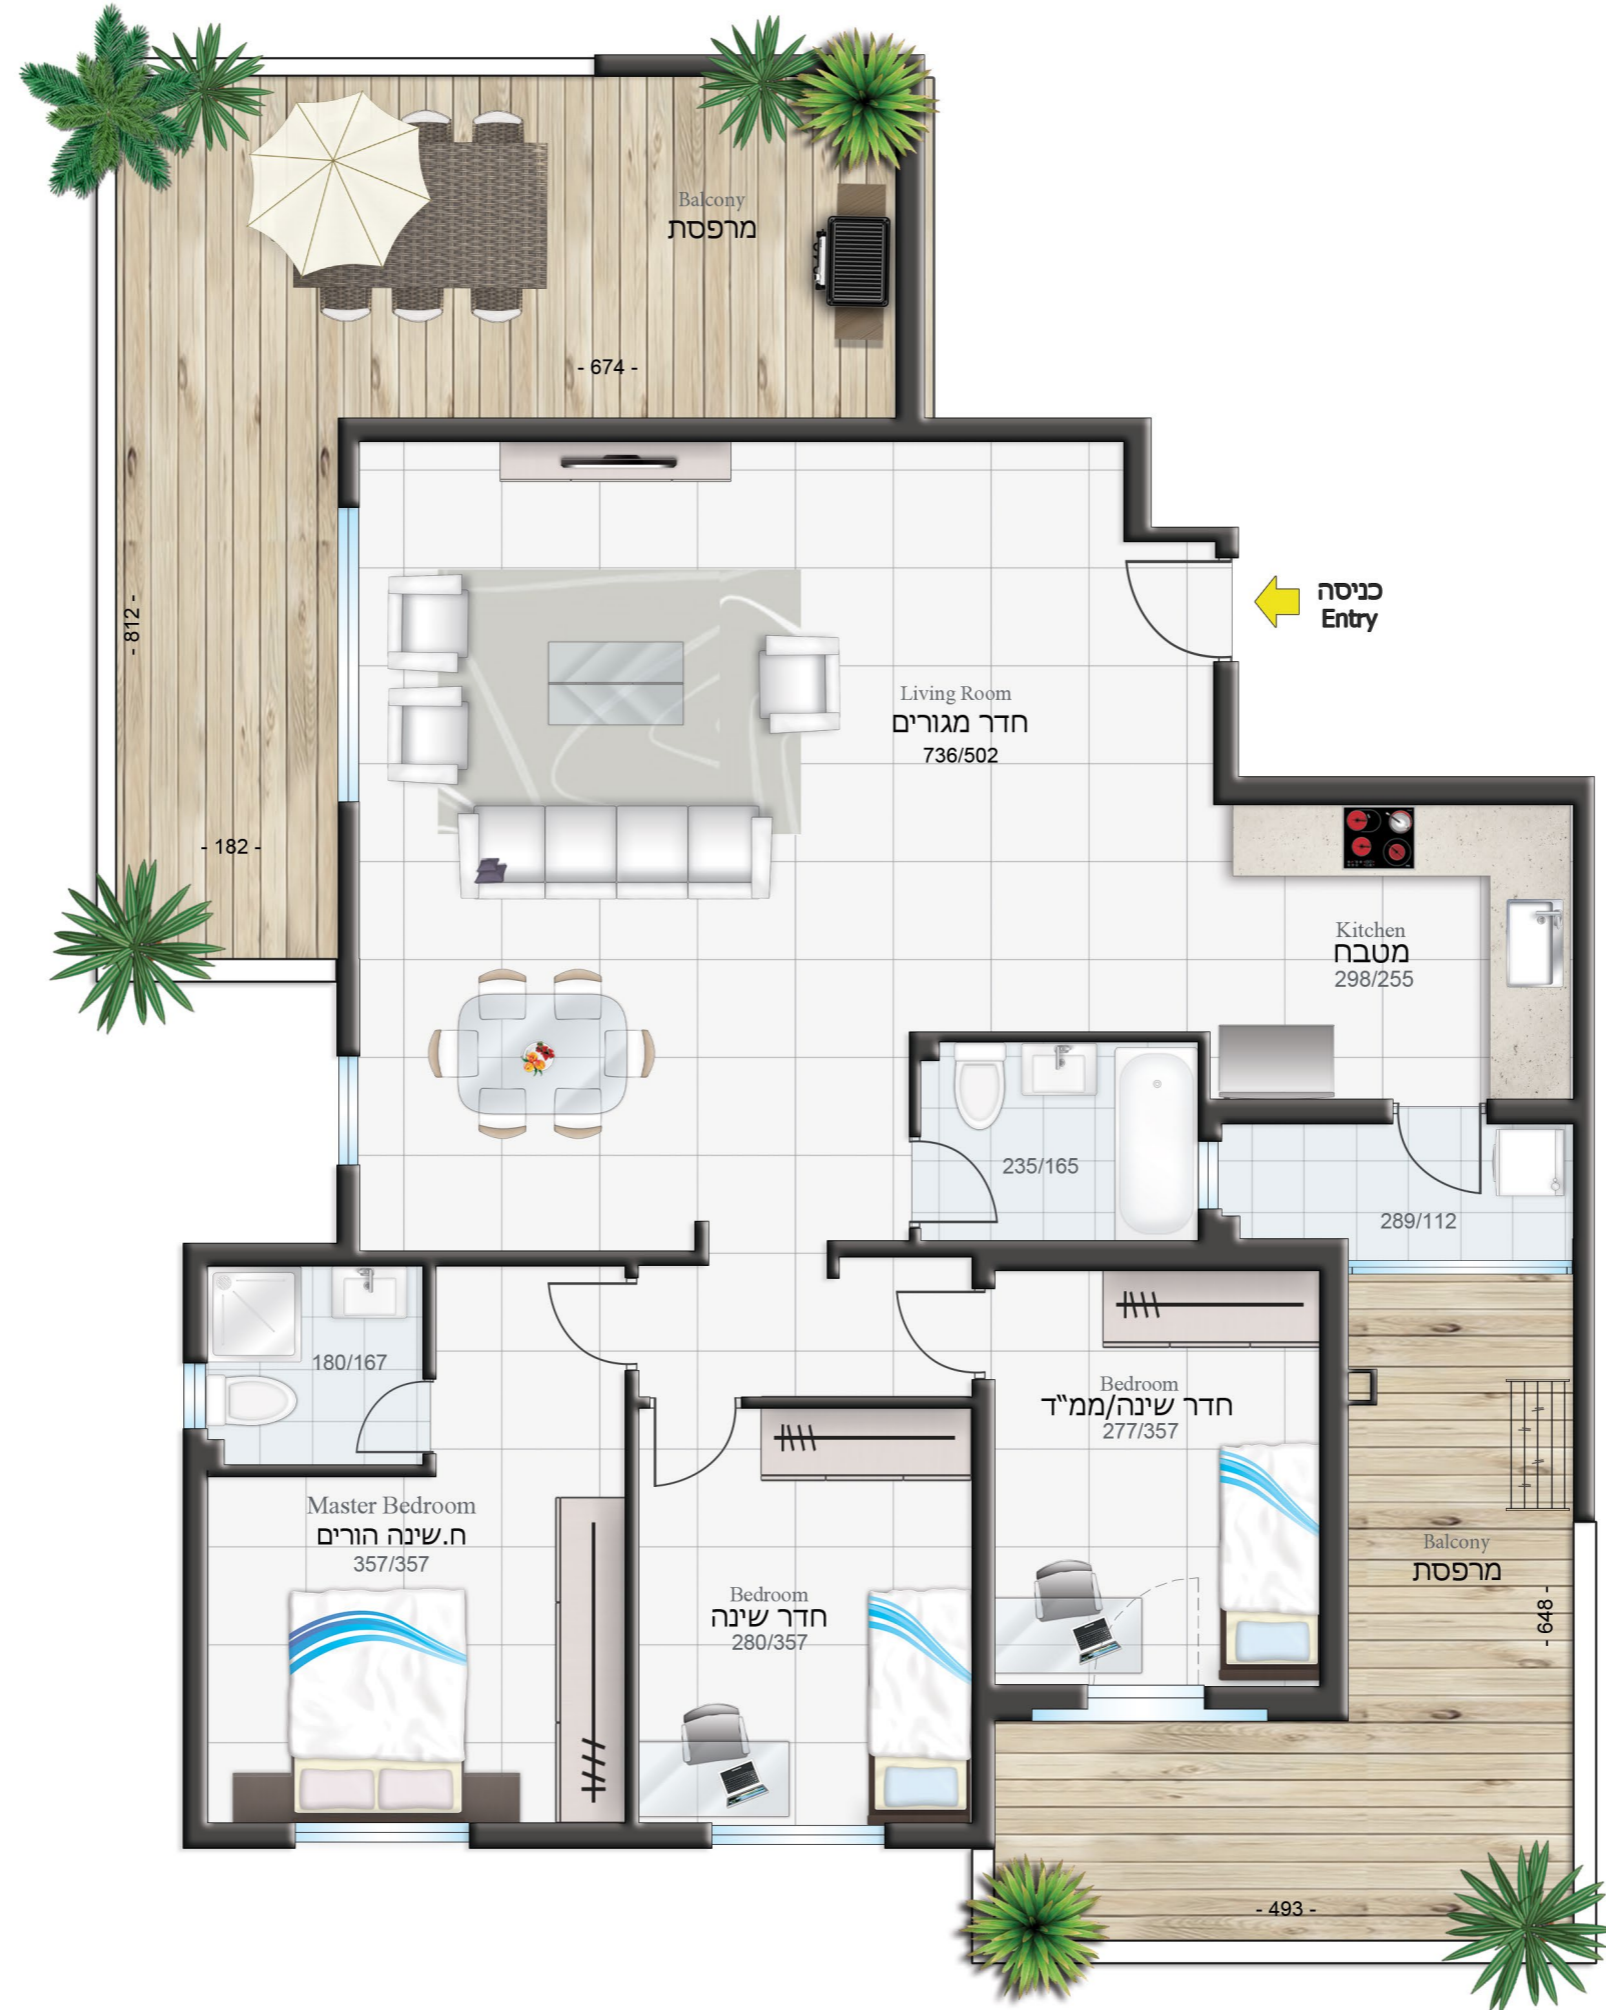 Balcony
מרפסת
- 674 -
- 812 -
- 182 -
כניסה
Entry
Living Room
חדר מגורים
736/502
Kitchen
מטבח
298/255
235/165
289/112
180/167
Bedroom
חדר שינה/ממ"ד
277/357
Master Bedroom
ח.שינה הורים
357/357
Bedroom
חדר שינה
280/357
Balcony
מרפסת
- 648 -
- 493 -